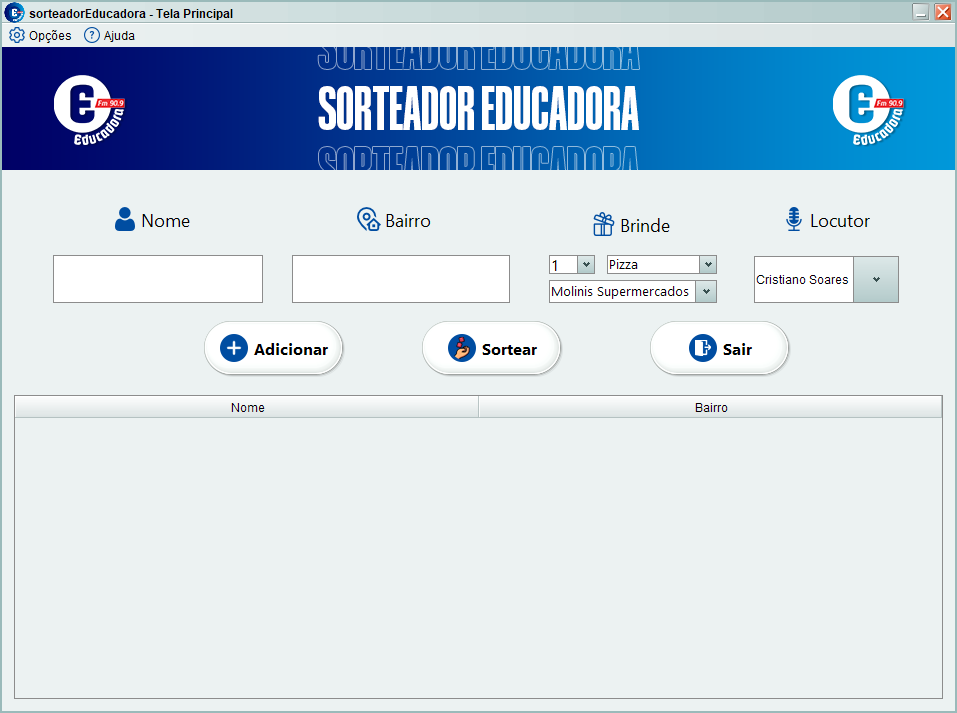 sorteadorEducadora - Tela Principal
Opções Ajuda
SORTEADOR EDUCADORA
Fm 90.9
Educadora
SORTEADOR EDUCADORA
Fm 90.9
Educadora
SORTEADOR EDUCADORA
Nome Bairro Brinde Locutor
1 Pizza
Molinis Supermercados
Cristiano Soares
Adicionar Sortear Sair
Nome Bairro